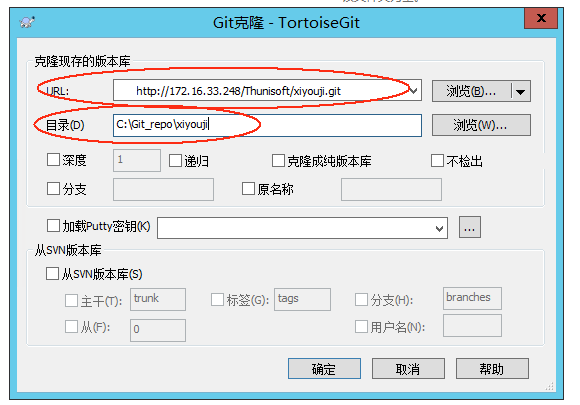 Git克隆 - TortoiseGit
克隆现存的版本库
URL: http://172.16.33.248/Thunisoft/xiyouji.git 浏览(B)...
目录(D) C:\Git_repo\xiyouji 浏览(W)...
深度 1 递归 克隆成纯版本库 不检出
分支 原名称
加载Putty密钥(K) ...
从SVN版本库
从SVN版本库(S)
主干(T): trunk 标签(G): tags 分支(H): branches
从(F): 0 用户名(N):
确定 取消 帮助